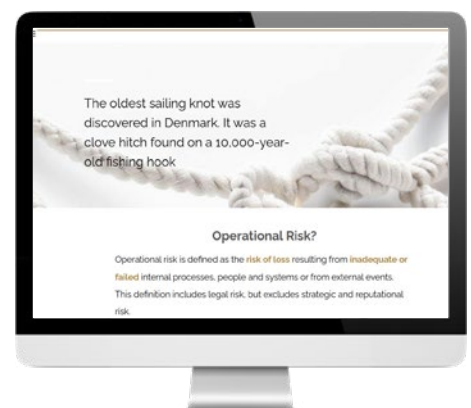 The oldest sailing knot was
discovered in Denmark. It was a
clove hitch found on a 10,000-year-
old fishing hook
Operational Risk?
Operational risk is defined as the risk of loss resulting from inadequate or
failed internal processes, people and systems or from external events.
This definition includes legal risk, but excludes strategic and reputational
risk.